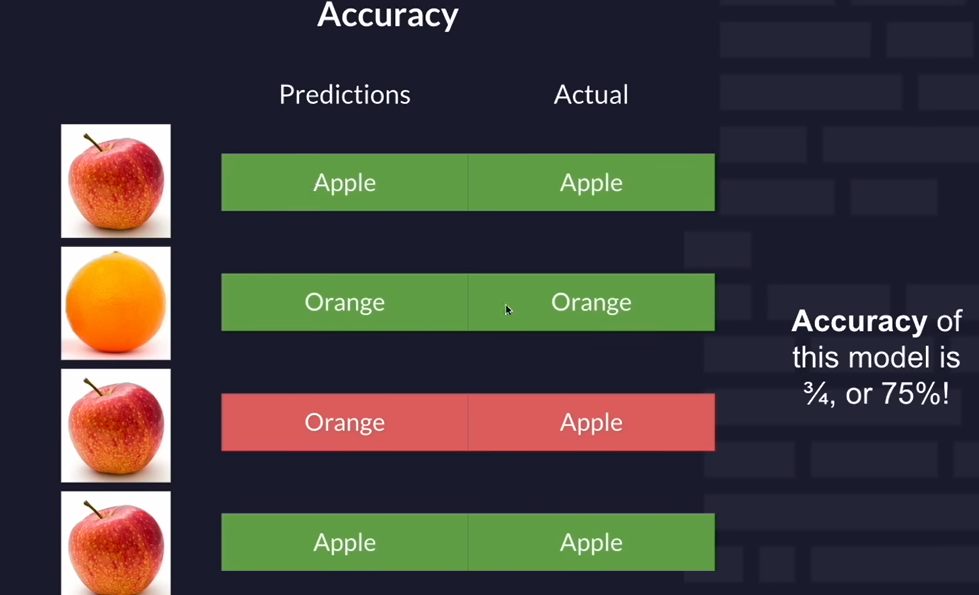 Accuracy
Predictions Actual
Apple Apple
Orange Orange
Orange Apple
Apple Apple
Accuracy of
this model is
¾, or 75%!